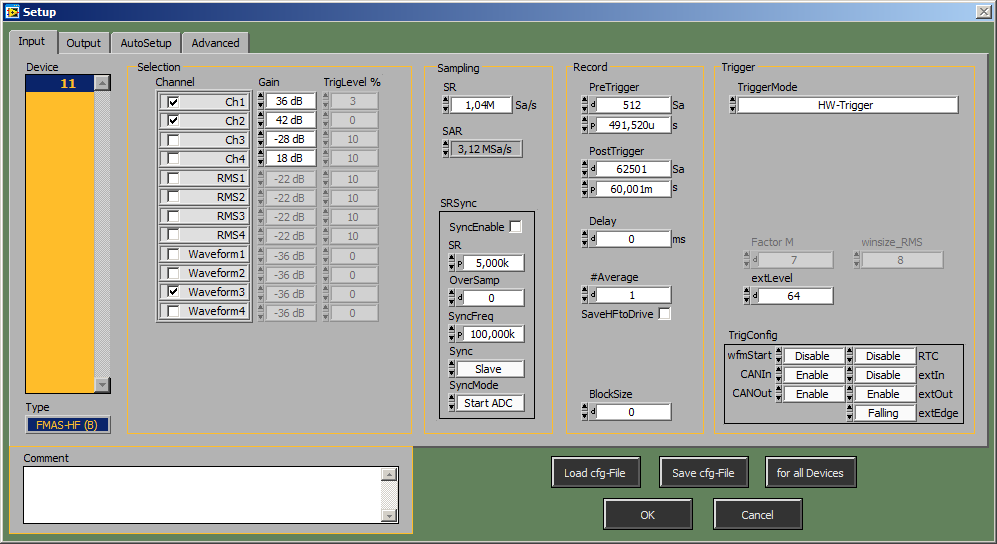 Setup
Input Output AutoSetup Advanced
Device
11
Type
FMAS-HF (B)
Selection
Channel Gain TrigLevel %
Ch1 36 dB 3
Ch2 42 dB 0
Ch3 -28 dB 10
Ch4 18 dB 10
RMS1 -22 dB 10
RMS2 -22 dB 10
RMS3 -22 dB 10
RMS4 -22 dB 10
Waveform1 -36 dB 0
Waveform2 -36 dB 0
Waveform3 -36 dB 0
Waveform4 -36 dB 0
Sampling
SR
1,04M Sa/s
SAR
3,12 MSa/s
SRSync
SyncEnable
SR
p 5,000k
OverSamp
d 0
SyncFreq
p 100,000k
Sync
Slave
SyncMode
Start ADC
Record
PreTrigger
d 512 Sa
p 491,520u s
PostTrigger
d 62501 Sa
p 60,001m s
Delay
d 0 ms
#Average
d 1
SaveHFtoDrive
BlockSize
d 0
Trigger
TriggerMode
HW-Trigger
Factor M winsize_RMS
d 7 8
extLevel
d 64
TrigConfig
wfmStart Disable Disable RTC
CANIn Enable Disable extIn
CANOut Enable Enable extOut
Falling extEdge
Comment
Load cfg-File Save cfg-File for all Devices
OK Cancel